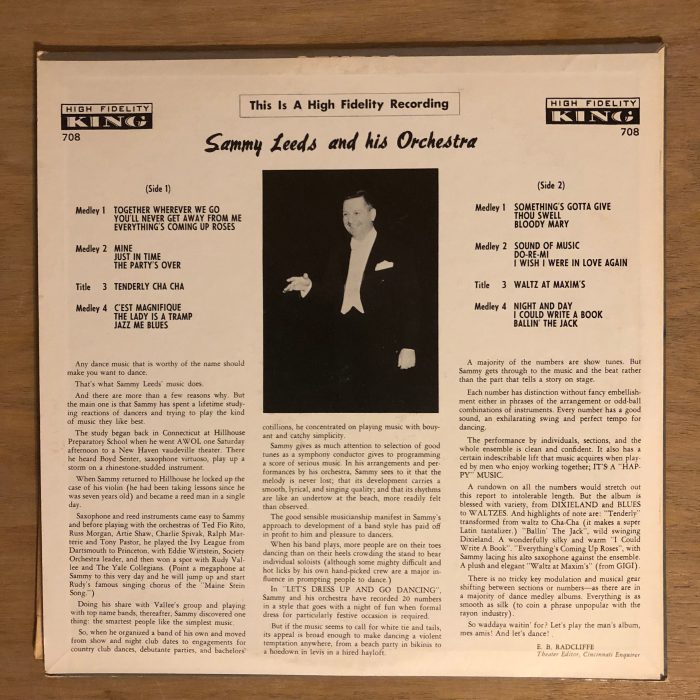 HIGH FIDELITY
KING
708
This Is A High Fidelity Recording
HIGH FIDELITY
KING
708
Sammy Leeds and his Orchestra
(Side 1)
Medley 1 TOGETHER WHEREVER WE GO
YOU'LL NEVER GET AWAY FROM ME
EVERYTHING'S COMING UP ROSES
Medley 2 MINE
JUST IN TIME
THE PARTY'S OVER
Title 3 TENDERLY CHA CHA
Medley 4 C'EST MAGNIFIQUE
THE LADY IS A TRAMP
JAZZ ME BLUES
(Side 2)
Medley 1 SOMETHING'S GOTTA GIVE
THOU SWELL
BLOODY MARY
Medley 2 SOUND OF MUSIC
DO-RE-MI
I WISH I WERE IN LOVE AGAIN
Title 3 WALTZ AT MAXIM'S
Medley 4 NIGHT AND DAY
I COULD WRITE A BOOK
BALLIN' THE JACK
Any dance music that is worthy of the name should
make you want to dance.
That's what Sammy Leeds' music does.
And there are more than a few reasons why. But
the main one is that Sammy has spent a lifetime study-
ing reactions of dancers and trying to play the kind
of music they like best.
The study began back in Connecticut at Hillhouse
Preparatory School when he went AWOL one Saturday
afternoon to a New Haven vaudeville theater. There
he heard Boyd Senter, saxophone virtuoso, play up a
storm on a rhinestone-studded instrument.
When Sammy returned to Hillhouse he locked up the
case of his violin (he had been taking lessons since he
was seven years old) and became a reed man in a single
day.
Saxophone and reed instruments came easy to Sammy
and before playing with the orchestras of Ted Fio Rito,
Russ Morgan, Artie Shaw, Charlie Spivak, Ralph Mar-
terie and Tony Pastor, he played the Ivy League from
Dartmouth to Princeton, with Eddie Wittstein, Society
Orchestra leader, and then won a spot with Rudy Val-
lee and The Yale Collegians. (Point a megaphone at
Sammy to this very day and he will jump up and start
Rudy's famous singing chorus of the "Maine Stein
Song.")
Doing his share with Vallee's group and playing
with top name bands, thereafter, Sammy discovered one
thing: the smartest people like the simplest music.
So, when he organized a band of his own and moved
from show and night club dates to engagements for
country club dances, debutante parties, and bachelors'
cotillions, he concentrated on playing music with bouy-
ant and catchy simplicity.
Sammy gives as much attention to selection of good
tunes as a symphony conductor gives to programming
a score of serious music. In his arrangements and per-
formances by his orchestra, Sammy sees to it that the
melody is never lost; that its development carries a
smooth, lyrical, and singing quality; and that its rhythms
are like an undertow at the beach, more readily felt
than observed.
The good sensible musicianship manifest in Sammy's
approach to development of a band style has paid off
in profit to him and pleasure to dancers.
When his band plays, more people are on their toes
dancing than on their heels crowding the stand to bear
individual soloists (although some mighty difficult and
hot licks by his own hand-picked crew are a major in-
fluence in prompting people to dance.)
In "LET'S DRESS UP AND GO DANCING",
Sammy and his orchestra have recorded 20 numbers
in a style that goes with a night of fun when formal
dress for particularly festive occasion is required.
But if the music seems to call for white tie and tails,
its appeal is broad enough to make dancing a violent
temptation anywhere, from a beach party in bikinis to
a hoedown in levis in a hired hayloft.
A majority of the numbers are show tunes. But
Sammy gets through to the music and the beat rather
than the part that tells a story on stage.
Each number has distinction without fancy embellish-
ment either in phrases of the arrangement or odd-ball
combinations of instruments. Every number has a good
sound, an exhilarating swing and perfect tempo for
dancing.
The performance by individuals, sections, and the
whole ensemble is clean and confident. It also has a
certain indescribable lift that music acquires when play-
ed by men who enjoy working together; IT'S A "HAP-
PY" MUSIC.
A rundown on all the numbers would stretch out
this report to intolerable length. But the album is
blessed with variety, from DIXIELAND and BLUES
to WALTZES. And highlights of note are: "Tenderly'
transformed from waltz to Cha-Cha (it makes a super
Latin tantalizer.) "Ballin' The Jack", wild swinging
Dixieland. A wonderfully silky and warm "I Could
Write A Book". "Everything's Coming Up Roses", with
Sammy lacing his alto saxophone against the ensemble.
A plush and elegant "Waltz at Maxim's" (from GIGI).
There is no tricky key modulation and musical gear
shifting between sections or numbers—as there are in
a majority of dance medley albums. Everything is as
smooth as silk (to coin a phrase unpopular with the
rayon industry).
So waddaya waitin' for? Let's play the man's album,
mes amis! And let's dance!
E. B. RADCLIFFE
Theater Editor, Cincinnati Enquirer